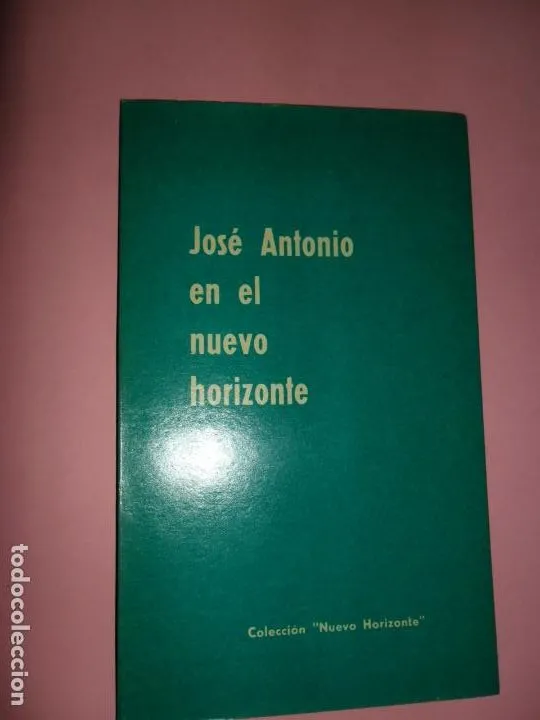 José Antonio
en el
nuevo
horizonte
Colección "Nuevo Horizonte"
todocoleccion